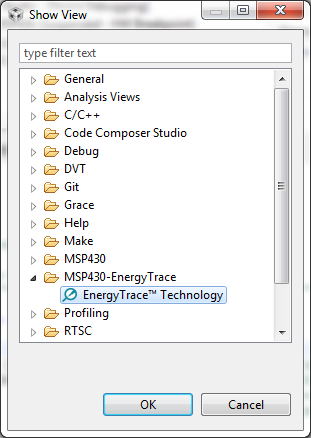 Show View
type filter text
General
Analysis Views
C/C++
Code Composer Studio
Debug
DVT
Git
Grace
Help
Make
MSP430
MSP430-EnergyTrace
EnergyTrace™ Technology
Profiling
RTSC
OK Cancel